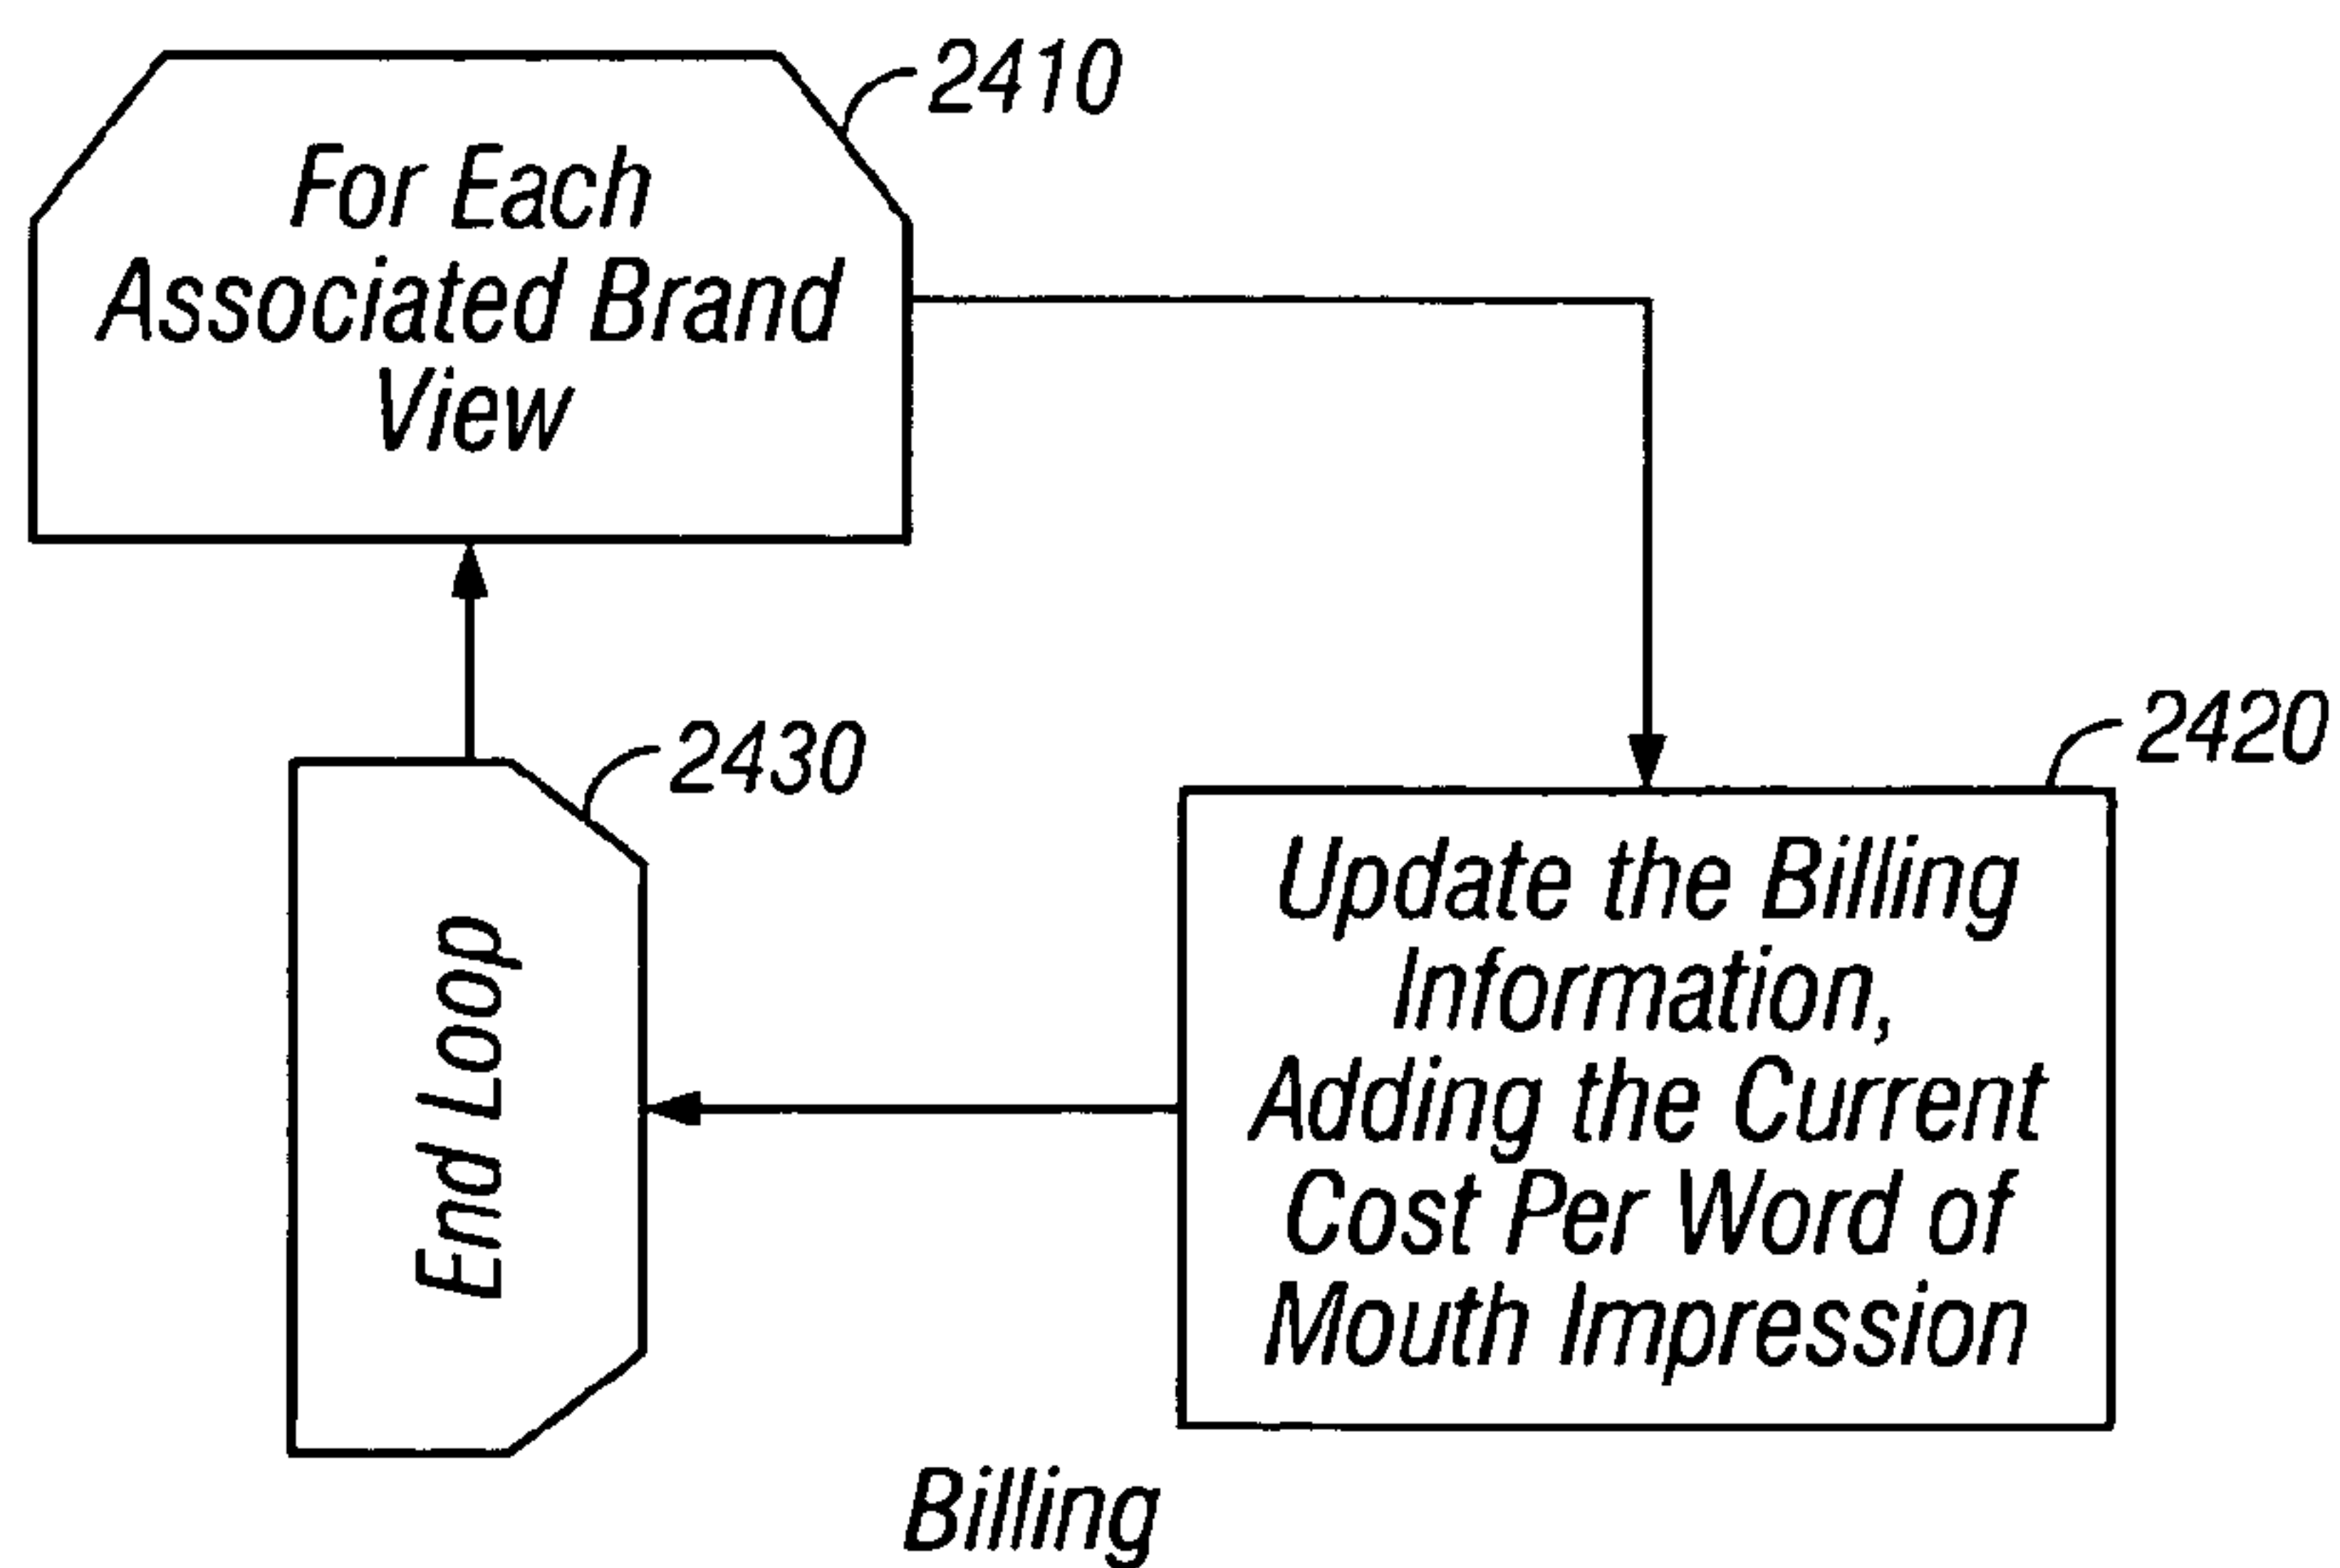 2410
For Each
Associated Brand
View
2430
2420
End Loop
Update the Billing
Information,
Adding the Current
Cost Per Word of
Mouth Impression
Billing